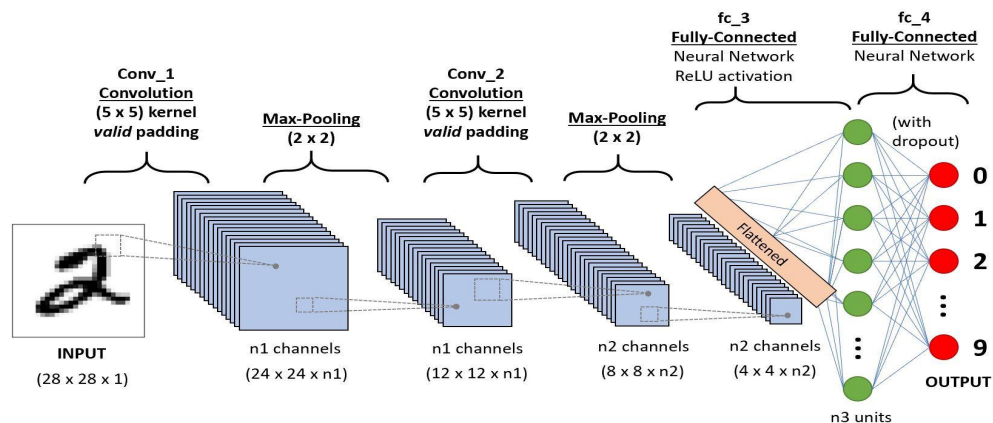 Conv_1
Convolution
(5 x 5) kernel
valid padding
Max-Pooling
(2 x 2)
Conv_2
Convolution
(5 x 5) kernel
valid padding
Max-Pooling
(2 x 2)
fc_3
Fully-Connected
Neural Network
ReLU activation
fc_4
Fully-Connected
Neural Network
(with
dropout)
2
Flattened
0
1
2
...
9
OUTPUT
...
n3 units
INPUT
(28 x 28 x 1)
n1 channels
(24 x 24 x n1)
n1 channels
(12 x 12 x n1)
n2 channels
(8 x 8 x n2)
n2 channels
(4 x 4 x n2)